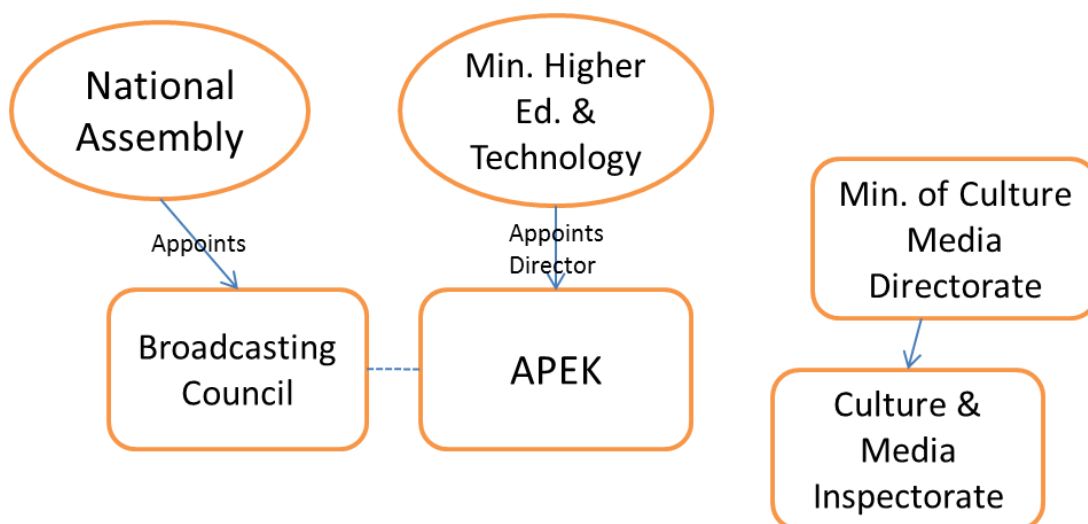 National
Assembly
Min. Higher
Ed. &
Technology
Appoints
Appoints
Director
Broadcasting
Council
APEK
Min. of Culture
Media
Directorate
Culture &
Media
Inspectorate